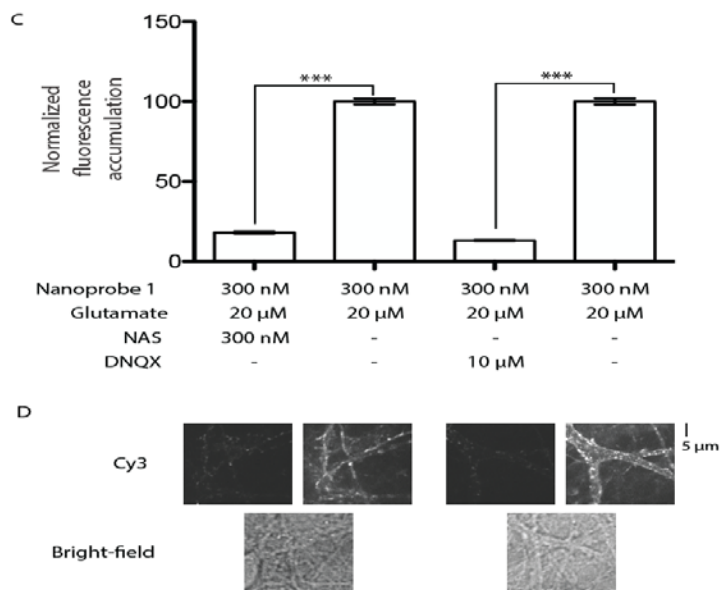 C
150
100
50
0
Normalized
fluorescence
accumulation
***
***
Nanoprobe 1 300 nM 300 nM 300 nM 300 nM
Glutamate 20 µM 20 µM 20 µM 20 µM
NAS 300 nM - - -
DNQX - - 10 µM -
D
Cy3
5 µm
Bright-field